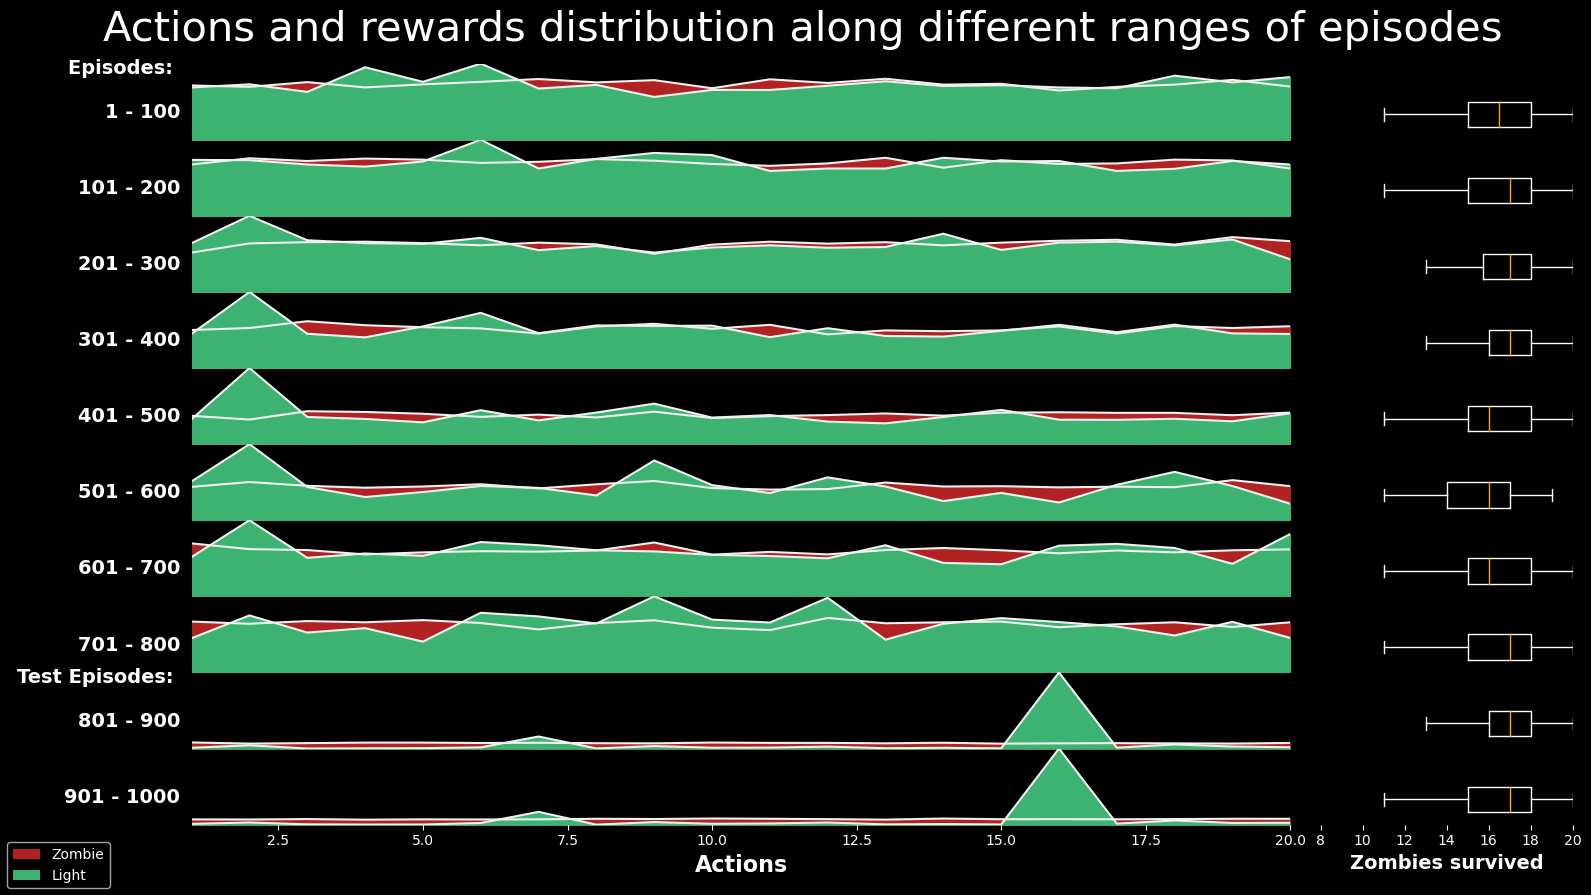 Actions and rewards distribution along different ranges of episodes
Episodes:
1 - 100
101 - 200
201 - 300
301 - 400
401 - 500
501 - 600
601 - 700
701 - 800
Test Episodes:
801 - 900
901 - 1000
2.5 5.0 7.5 10.0 12.5 15.0 17.5 20.0 8 10 12 14 16 18 20
Actions
Zombies survived
Zombie
Light